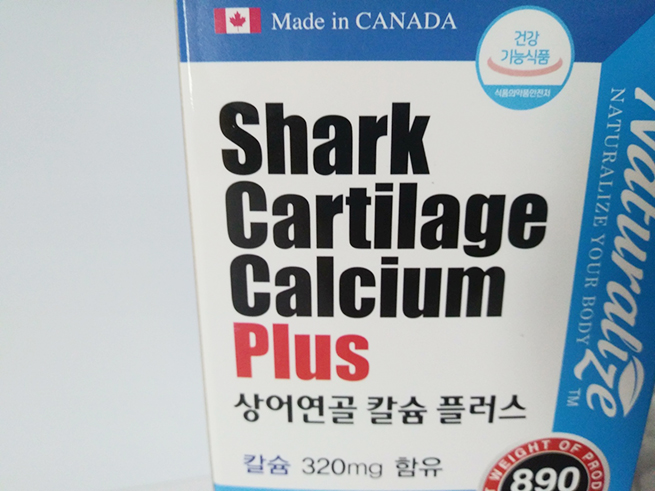 Made in CANADA
건강
기능식품
식품의약품안전처
Shark
Cartilage
Calcium
Plus
상어연골 칼슘 플러스
칼슘 320mg 함유
Naturalize™
NATURALIZE YOUR BODY
WEIGHT OF PROD
890